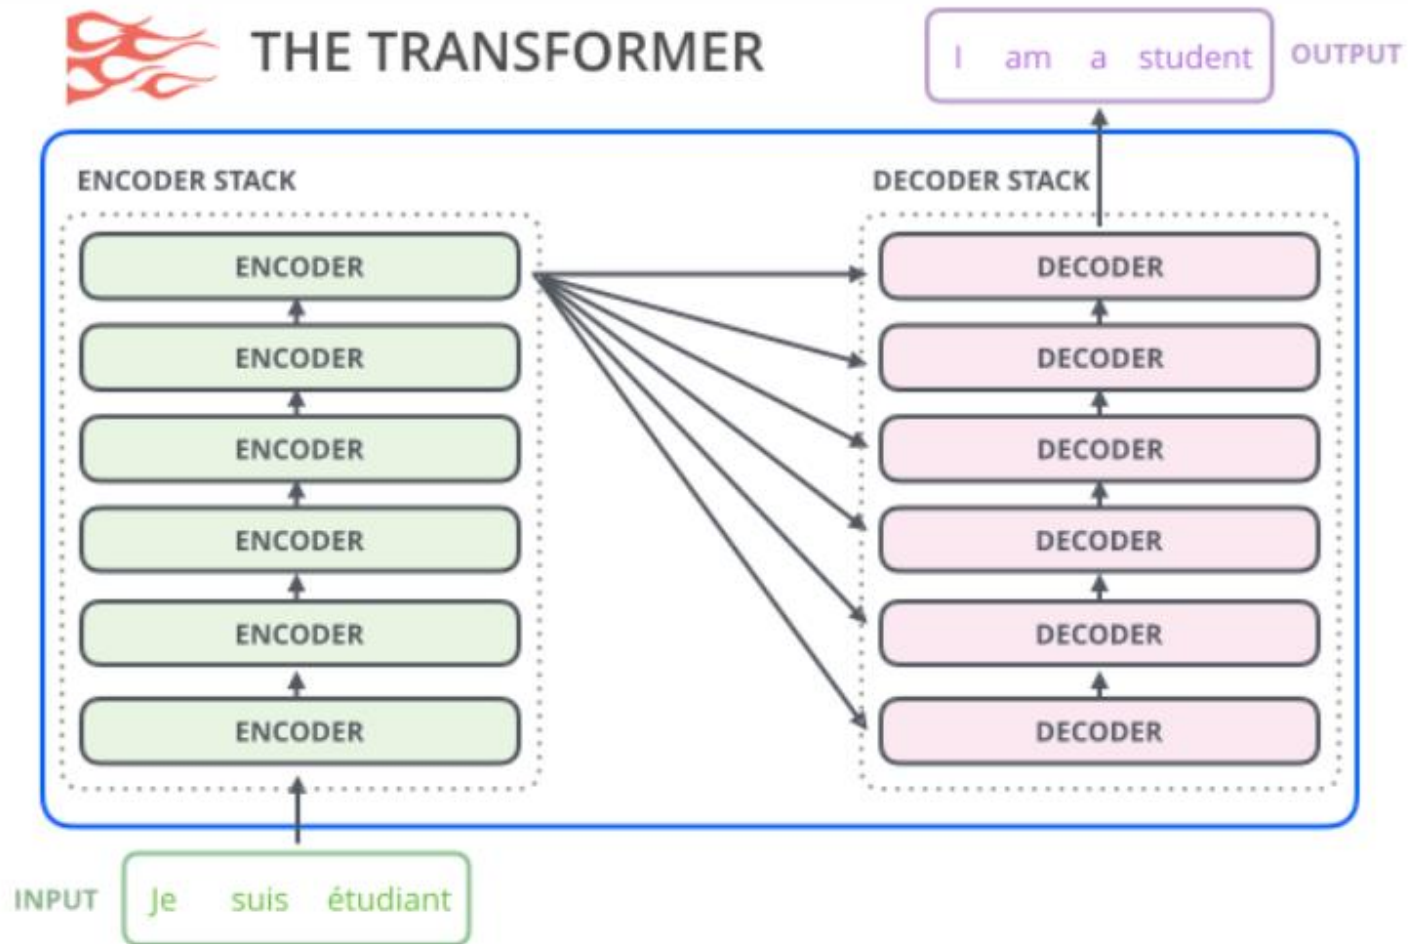 THE TRANSFORMER
I am a student
OUTPUT
ENCODER STACK
DECODER STACK
ENCODER
DECODER
ENCODER
DECODER
ENCODER
DECODER
ENCODER
DECODER
ENCODER
DECODER
ENCODER
DECODER
INPUT
Je suis étudiant